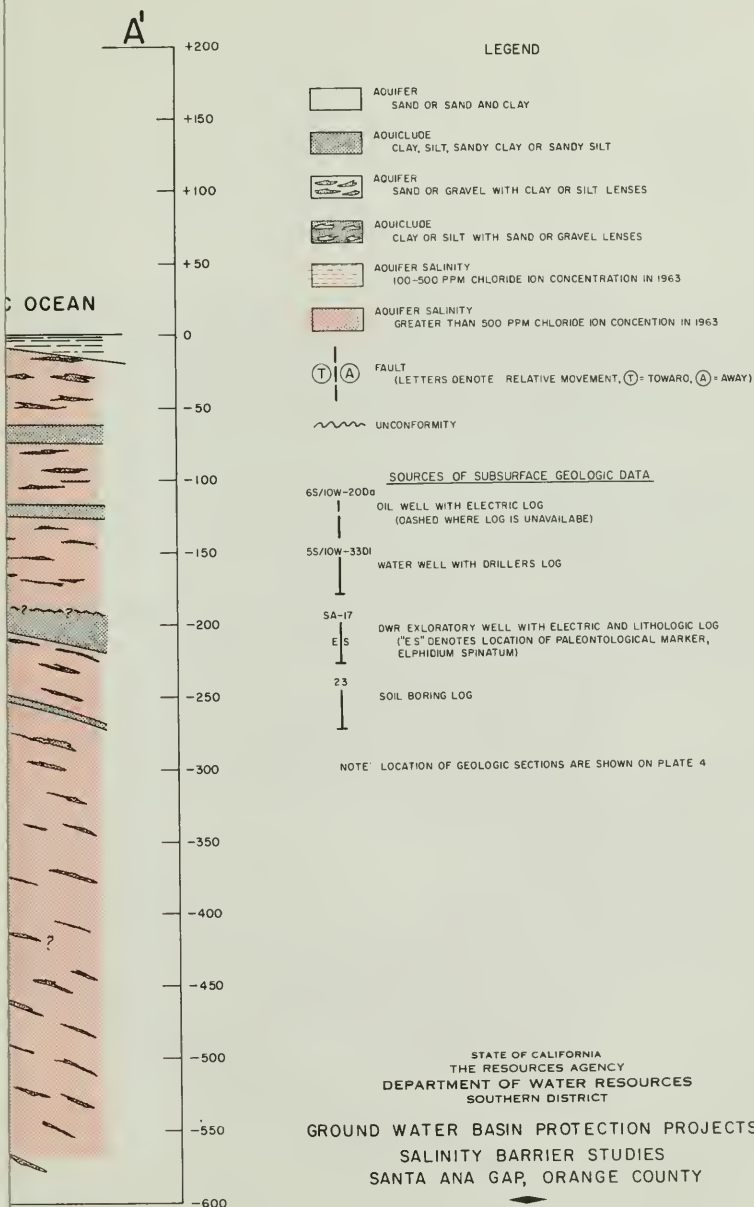 A'
+200
+150
+100
+50
C OCEAN
0
-50
-100
-150
? ?
-200
-250
-300
-350
-400
?
-450
-500
-550
-600
LEGEND
AQUIFER
SAND OR SAND AND CLAY
AQUICLUDE
CLAY, SILT, SANDY CLAY OR SANDY SILT
AQUIFER
SAND OR GRAVEL WITH CLAY OR SILT LENSES
AQUICLUDE
CLAY OR SILT WITH SAND OR GRAVEL LENSES
AQUIFER SALINITY
100-500 PPM CHLORIDE ION CONCENTRATION IN 1963
AQUIFER SALINITY
GREATER THAN 500 PPM CHLORIDE ION CONCENTION IN 1963
T A FAULT
(LETTERS DENOTE RELATIVE MOVEMENT, T = TOWARD, A = AWAY)
UNCONFORMITY
SOURCES OF SUBSURFACE GEOLOGIC DATA
6S/10W-20Da
OIL WELL WITH ELECTRIC LOG
(DASHED WHERE LOG IS UNAVAILABE)
5S/10W-33D1
WATER WELL WITH DRILLERS LOG
SA-17
DWR EXLORATORY WELL WITH ELECTRIC AND LITHOLOGIC LOG
E S ("E S" DENOTES LOCATION OF PALEONTOLOGICAL MARKER,
ELPHIDIUM SPINATUM)
23
SOIL BORING LOG
NOTE: LOCATION OF GEOLOGIC SECTIONS ARE SHOWN ON PLATE 4
STATE OF CALIFORNIA
THE RESOURCES AGENCY
DEPARTMENT OF WATER RESOURCES
SOUTHERN DISTRICT
GROUND WATER BASIN PROTECTION PROJECTS
SALINITY BARRIER STUDIES
SANTA ANA GAP, ORANGE COUNTY